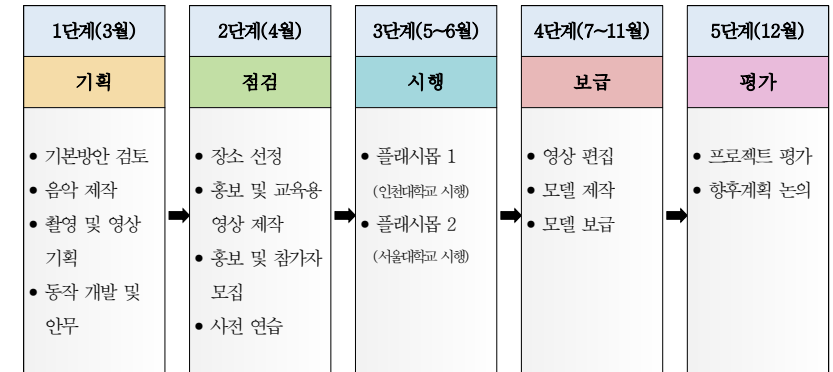 1단계(3월)
기획
• 기본방안 검토
• 음악 제작
• 촬영 및 영상
기획
• 동작 개발 및
안무
2단계(4월)
점검
• 장소 선정
• 홍보 및 교육용
영상 제작
• 홍보 및 참가자
모집
• 사전 연습
3단계(5~6월)
시행
• 플래시몹 1
(인천대학교 시행)
• 플래시몹 2
(서울대학교 시행)
4단계(7~11월)
보급
• 영상 편집
• 모델 제작
• 모델 보급
5단계(12월)
평가
• 프로젝트 평가
• 향후계획 논의